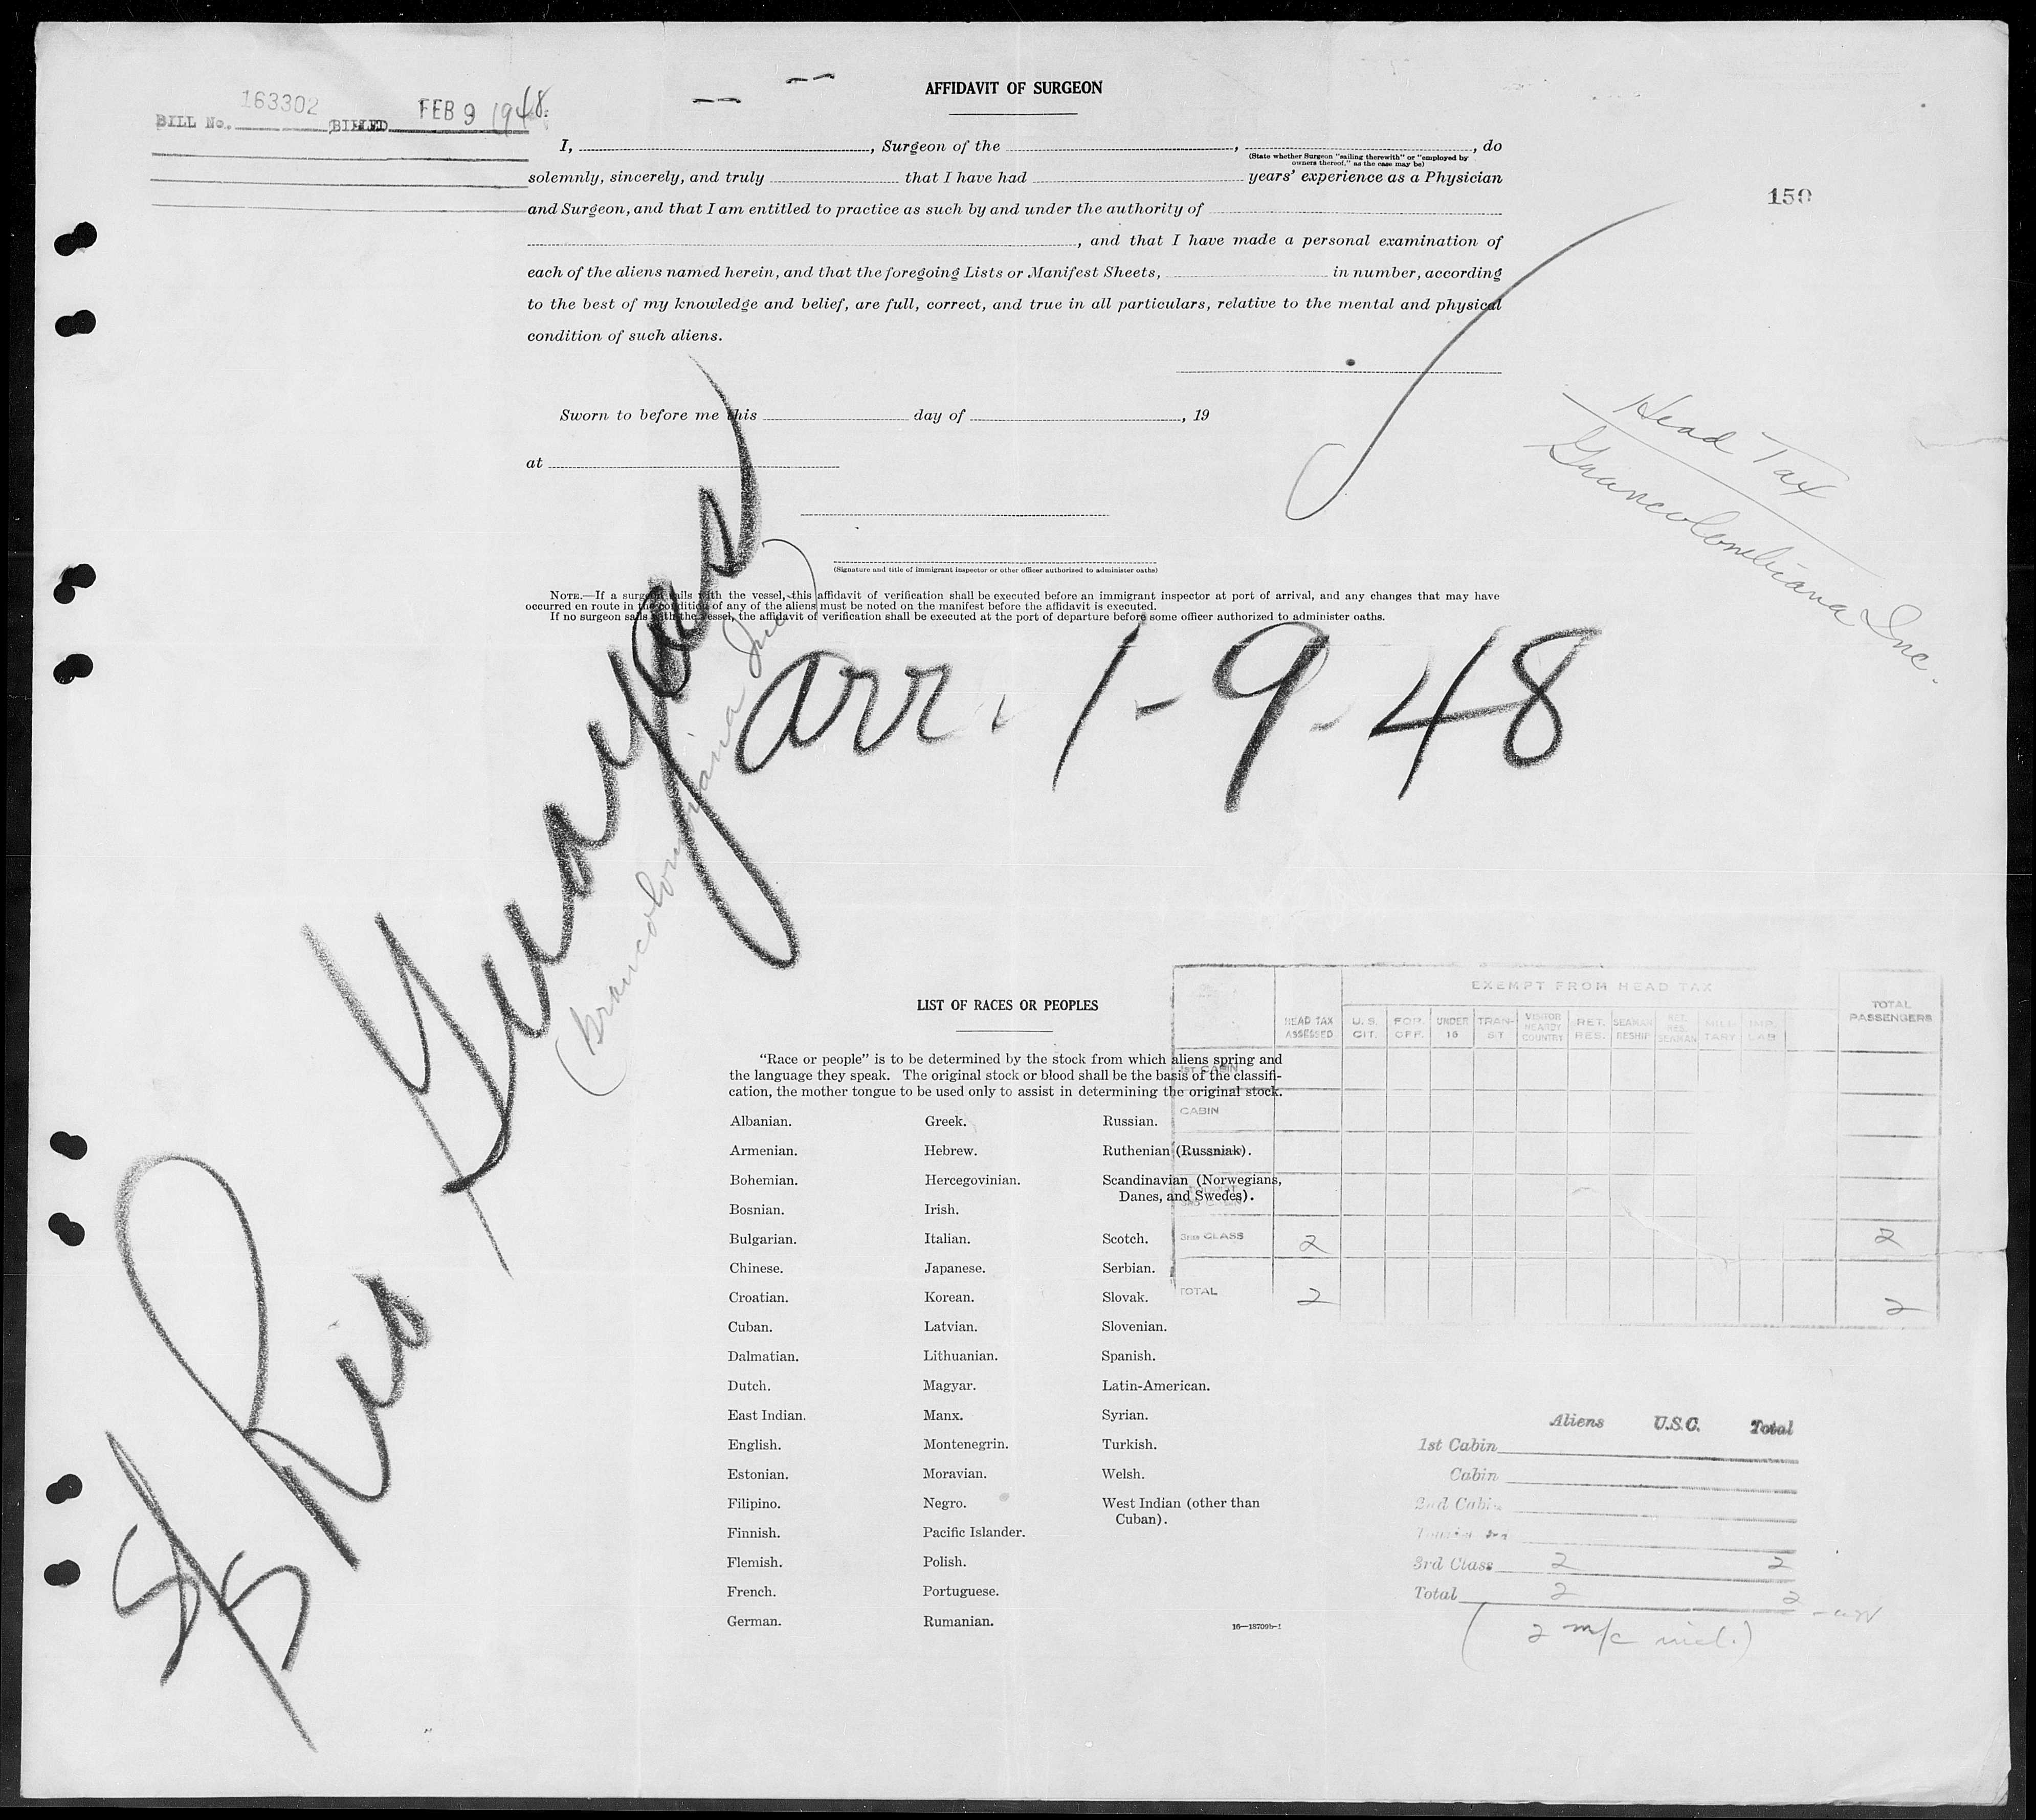 AFFIDAVIT OF SURGEON
BILL No. 163302 BILLED FEB 9 1948.
I, , Surgeon of the , , do
(State whether Surgeon "sailing therewith" or "employed by
owners thereof," as the case may be)
solemnly, sincerely, and truly that I have had years' experience as a Physician
and Surgeon, and that I am entitled to practice as such by and under the authority of
150
, and that I have made a personal examination of
each of the aliens named herein, and that the foregoing Lists or Manifest Sheets, in number, according
to the best of my knowledge and belief, are full, correct, and true in all particulars, relative to the mental and physical
condition of such aliens.
Sworn to before me this day of , 19
at
Head Tax
Grancolombiana Inc.
(Signature and title of immigrant inspector or other officer authorized to administer oaths)
NOTE.—If a surgeon sails with the vessel, this affidavit of verification shall be executed before an immigrant inspector at port of arrival, and any changes that may have
occurred en route in the condition of any of the aliens must be noted on the manifest before the affidavit is executed.
If no surgeon sails with the vessel, the affidavit of verification shall be executed at the port of departure before some officer authorized to administer oaths.
SS Rio Guayas
(Grancolombiana Inc)
arr. 1-9-48
LIST OF RACES OR PEOPLES
"Race or people" is to be determined by the stock from which aliens spring and
the language they speak. The original stock or blood shall be the basis of the classifi-
cation, the mother tongue to be used only to assist in determining the original stock.
Albanian.
Armenian.
Bohemian.
Bosnian.
Bulgarian.
Chinese.
Croatian.
Cuban.
Dalmatian.
Dutch.
East Indian.
English.
Estonian.
Filipino.
Finnish.
Flemish.
French.
German.
Greek.
Hebrew.
Hercegovinian.
Irish.
Italian.
Japanese.
Korean.
Latvian.
Lithuanian.
Magyar.
Manx.
Montenegrin.
Moravian.
Negro.
Pacific Islander.
Polish.
Portuguese.
Rumanian.
Russian.
Ruthenian (Russniak).
Scandinavian (Norwegians,
Danes, and Swedes).
Scotch.
Serbian.
Slovak.
Slovenian.
Spanish.
Latin-American.
Syrian.
Turkish.
Welsh.
West Indian (other than
Cuban).
16—18709b-1
EXEMPT FROM HEAD TAX
HEAD TAX ASSESSED U.S. CIT. FOR. OFF. UNDER 16 TRAN-SIT VISITOR NEARBY COUNTRY RET. RES. SEAMAN RESHIP RET. RES. SEAMAN MILI-TARY IMP. LAB TOTAL PASSENGERS
1ST CABIN
CABIN
3RD CLASS 2 2
TOTAL 2 2
Aliens U.S.C. Total
1st Cabin
Cabin
2nd Cabin
Tourist 3rd
3rd Class 2 2
Total 2 2
(2 m/c incl.)